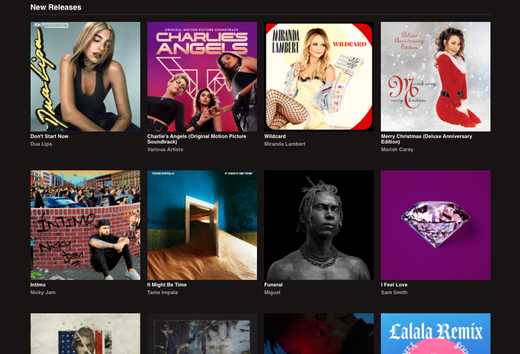 New Releases
Dua Lipa
ORIGINAL MOTION PICTURE SOUNDTRACK
CHARLIE'S
ANGELS
MIRANDA
LAMBERT
WILDCARD
Deluxe
Anniversary
Edition
Mariah Carey
Merry Christmas
Don't Start Now
Dua Lipa
Charlie's Angels (Original Motion Picture
Soundtrack)
Various Artists
Wildcard
Miranda Lambert
Merry Christmas (Deluxe Anniversary
Edition)
Mariah Carey
INTIMO
NICKY
JAM
TAME IMPALA
IT MIGHT BE TIME
Intimo
Nicky Jam
It Might Be Time
Tame Impala
Funeral
Miguel
I Feel Love
Sam Smith
Lalala Remix